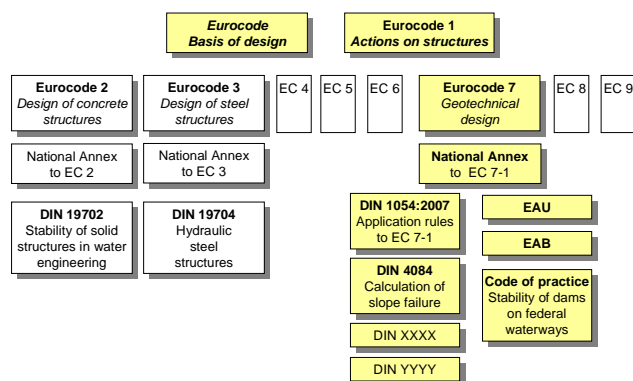 Eurocode
Basis of design
Eurocode 1
Actions on structures
Eurocode 2
Design of concrete
structures
Eurocode 3
Design of steel
structures
EC 4
EC 5
EC 6
Eurocode 7
Geotechnical
design
EC 8
EC 9
National Annex
to EC 2
National Annex
to EC 3
National Annex
to EC 7-1
DIN 19702
Stability of solid
structures in water
engineering
DIN 19704
Hydraulic
steel
structures
DIN 1054:2007
Application rules
to EC 7-1
EAU
EAB
DIN 4084
Calculation of
slope failure
Code of practice
Stability of dams
on federal
waterways
DIN XXXX
DIN YYYY